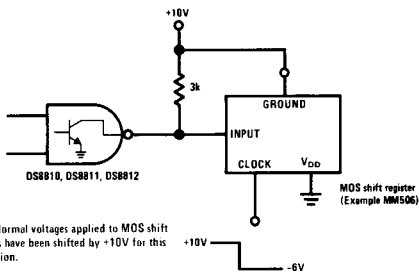 +10V
3k
GROUND
INPUT
CLOCK VDD
DS8810, DS8811, DS8812
MOS shift register
(Example MM506)
ormal voltages applied to MOS shift
s have been shifted by +10V for this
ion.
+10V
-6V